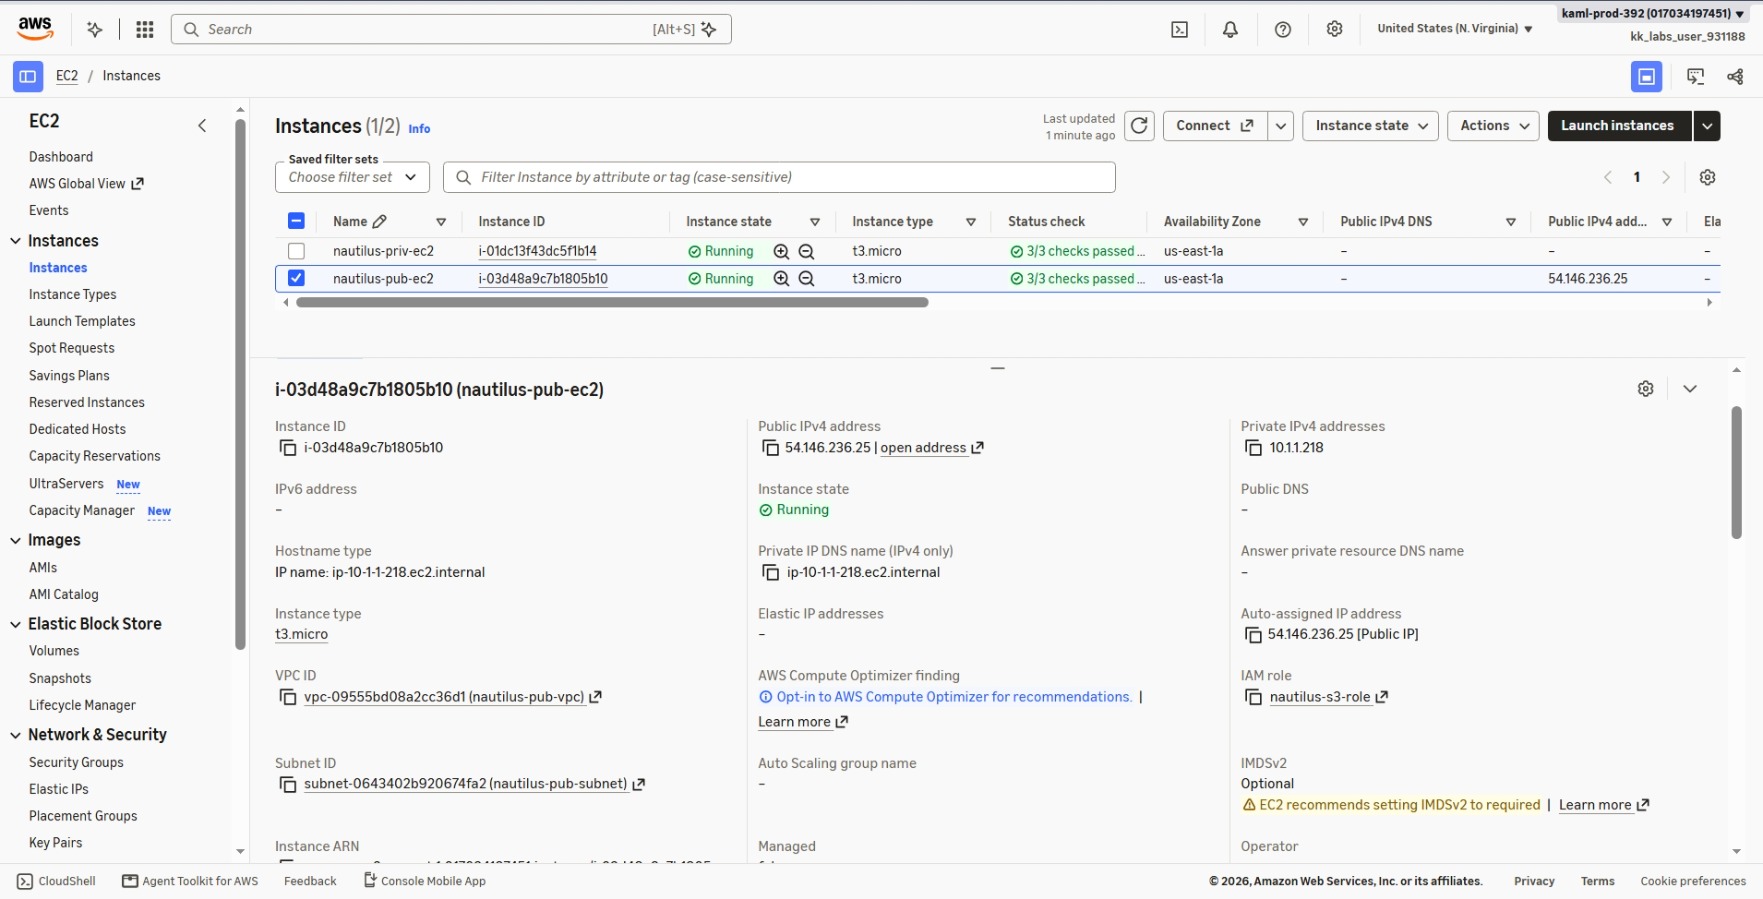 aws
Search [Alt+S]
United States (N. Virginia) ▼
kaml-prod-392 (017034197451) ▼
kk_labs_user_931188
EC2 / Instances
EC2
Dashboard
AWS Global View
Events
Instances
Instances
Instance Types
Launch Templates
Spot Requests
Savings Plans
Reserved Instances
Dedicated Hosts
Capacity Reservations
UltraServers New
Capacity Manager New
Images
AMIs
AMI Catalog
Elastic Block Store
Volumes
Snapshots
Lifecycle Manager
Network & Security
Security Groups
Elastic IPs
Placement Groups
Key Pairs
Instances (1/2) Info
Last updated
1 minute ago
Connect
Instance state
Actions
Launch instances
Saved filter sets
Choose filter set
Filter Instance by attribute or tag (case-sensitive)
1
Name Instance ID Instance state Instance type Status check Availability Zone Public IPv4 DNS Public IPv4 add... Ela
nautilus-priv-ec2 i-01dc13f43dc5f1b14 Running t3.micro 3/3 checks passed ... us-east-1a – – –
nautilus-pub-ec2 i-03d48a9c7b1805b10 Running t3.micro 3/3 checks passed ... us-east-1a – 54.146.236.25 –
i-03d48a9c7b1805b10 (nautilus-pub-ec2)
Instance ID
i-03d48a9c7b1805b10
Public IPv4 address
54.146.236.25 | open address
Private IPv4 addresses
10.1.1.218
IPv6 address
–
Instance state
Running
Public DNS
–
Hostname type
IP name: ip-10-1-1-218.ec2.internal
Private IP DNS name (IPv4 only)
ip-10-1-1-218.ec2.internal
Answer private resource DNS name
–
Instance type
t3.micro
Elastic IP addresses
–
Auto-assigned IP address
54.146.236.25 [Public IP]
VPC ID
vpc-09555bd08a2cc36d1 (nautilus-pub-vpc)
AWS Compute Optimizer finding
Opt-in to AWS Compute Optimizer for recommendations. |
Learn more
IAM role
nautilus-s3-role
Subnet ID
subnet-0643402b920674fa2 (nautilus-pub-subnet)
Auto Scaling group name
–
IMDSv2
Optional
EC2 recommends setting IMDSv2 to required | Learn more
Instance ARN
Managed
Operator
CloudShell
Agent Toolkit for AWS
Feedback
Console Mobile App
© 2026, Amazon Web Services, Inc. or its affiliates.
Privacy
Terms
Cookie preferences